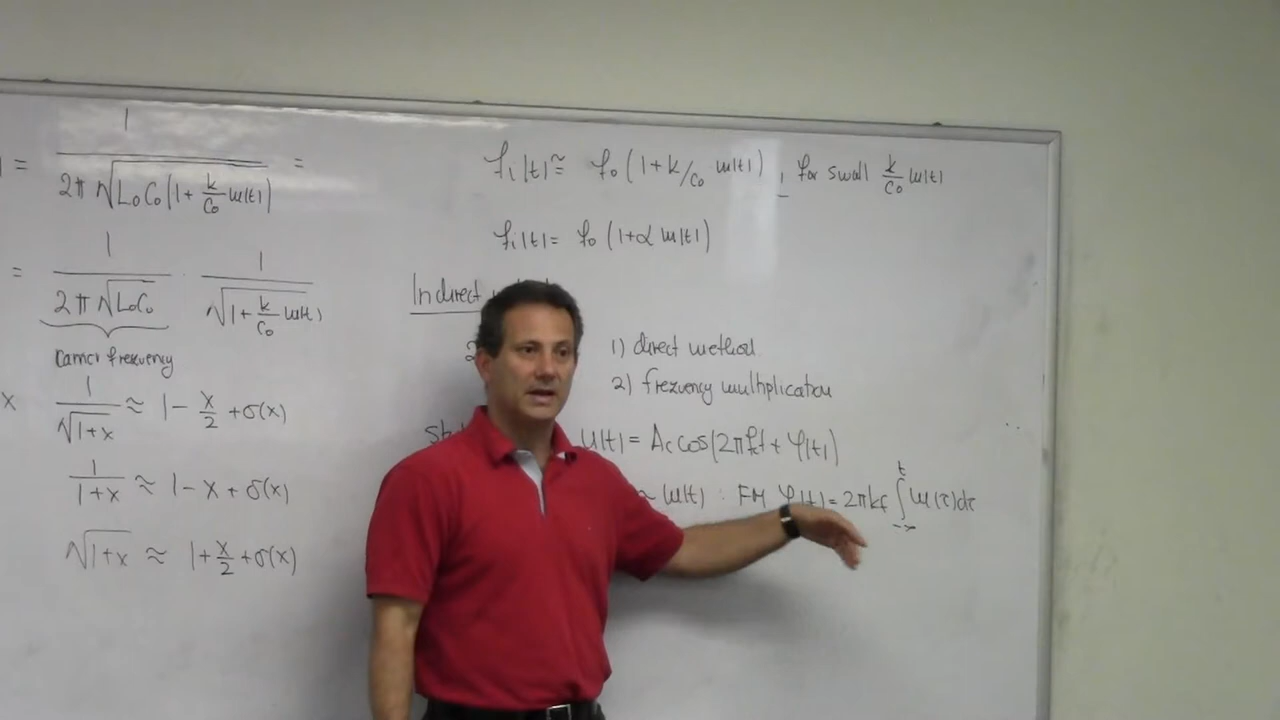 ) = 1 / 2π √L₀C₀(1+ k/C₀ m(t)) =
= 1 / 2π √L₀C₀ · 1 / √1+ k/C₀ m(t)
carrier frequency
x 1/√1+x ≈ 1 − x/2 + σ(x)
1/1+x ≈ 1 − x + σ(x)
√1+x ≈ 1 + x/2 + σ(x)
fi(t) ≅ f₀ (1 + k/C₀ m(t)) , for small k/C₀ m(t)
fi(t) = f₀ (1+α m(t))
Indirect
1) direct method
2) frequency multiplication
u(t) = Ac cos(2πfct + φ(t))
~ m(t) : FM φ(t) = 2πkf ∫_{-∞}^{t} m(τ)dτ